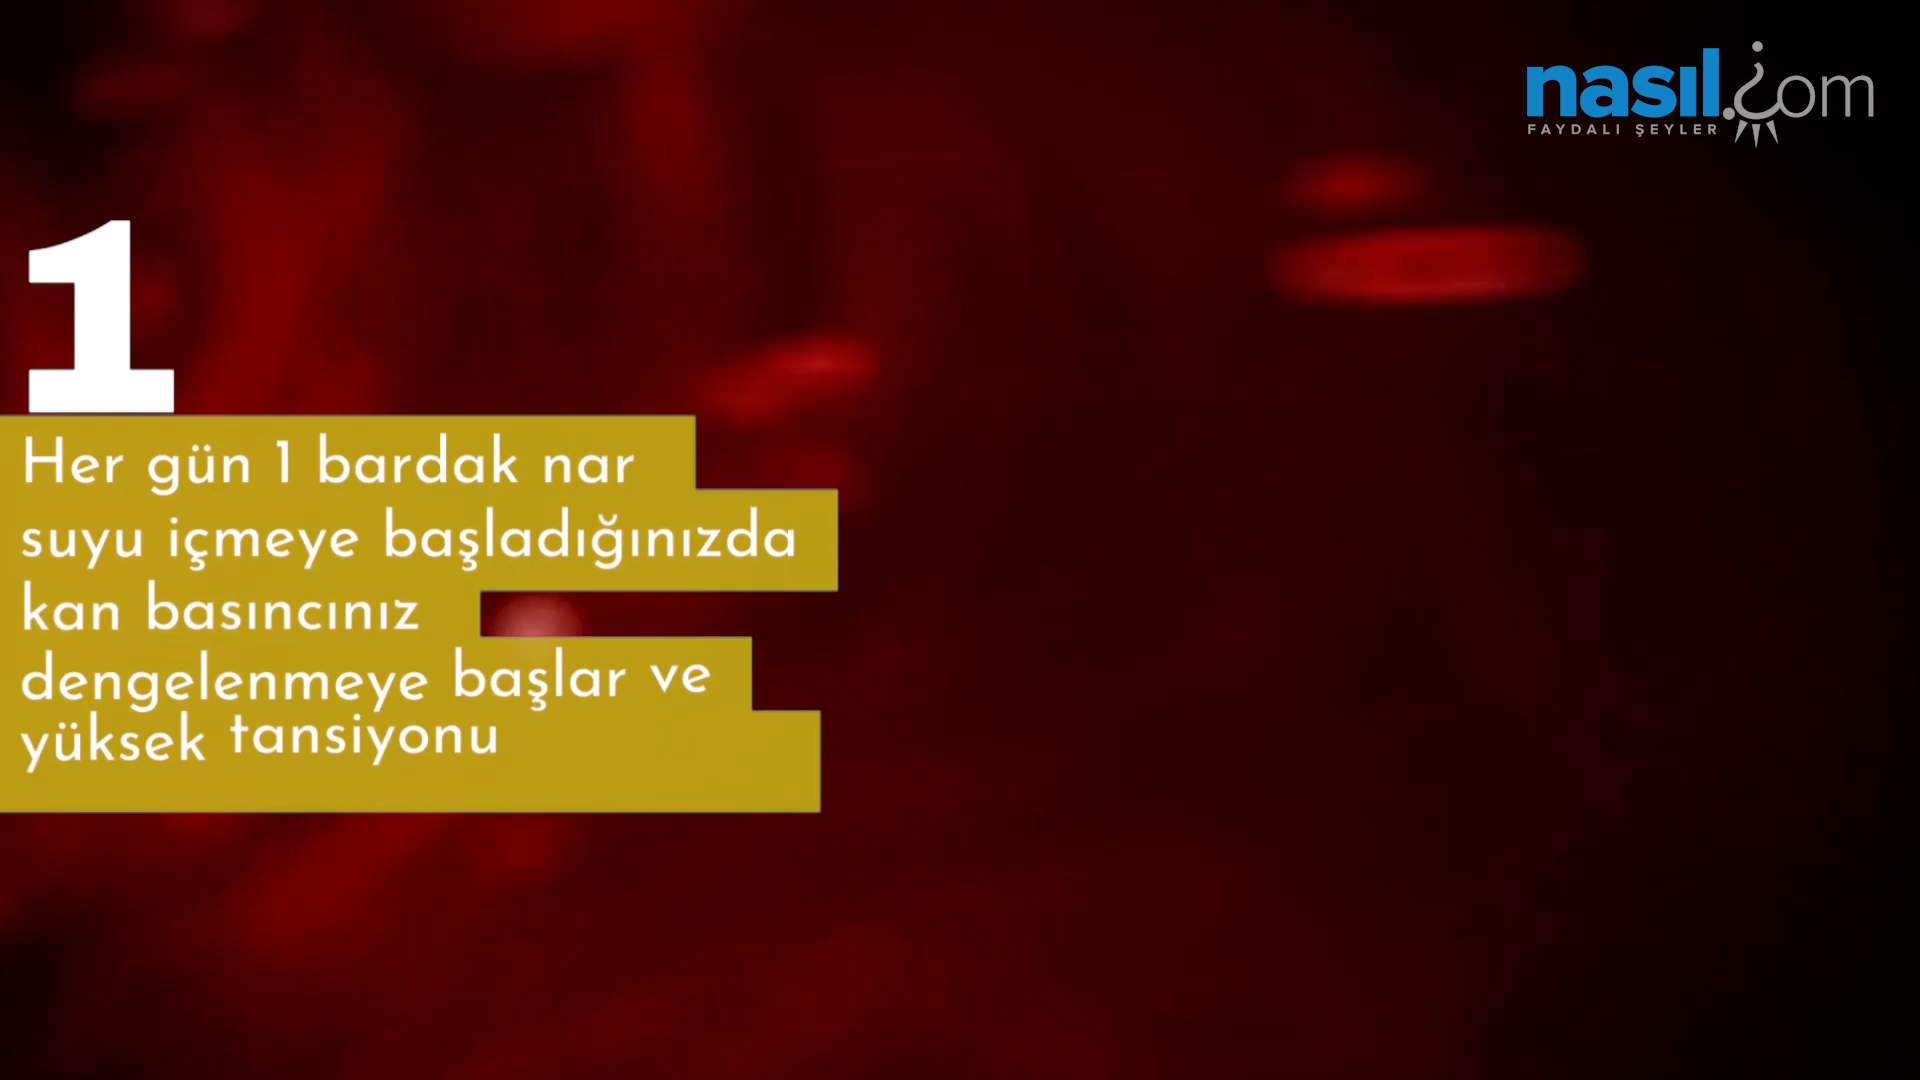 nasıl.com
FAYDALI ŞEYLER
1
Her gün 1 bardak nar
suyu içmeye başladığınızda
kan basıncınız
dengelenmeye başlar ve
yüksek tansiyonu